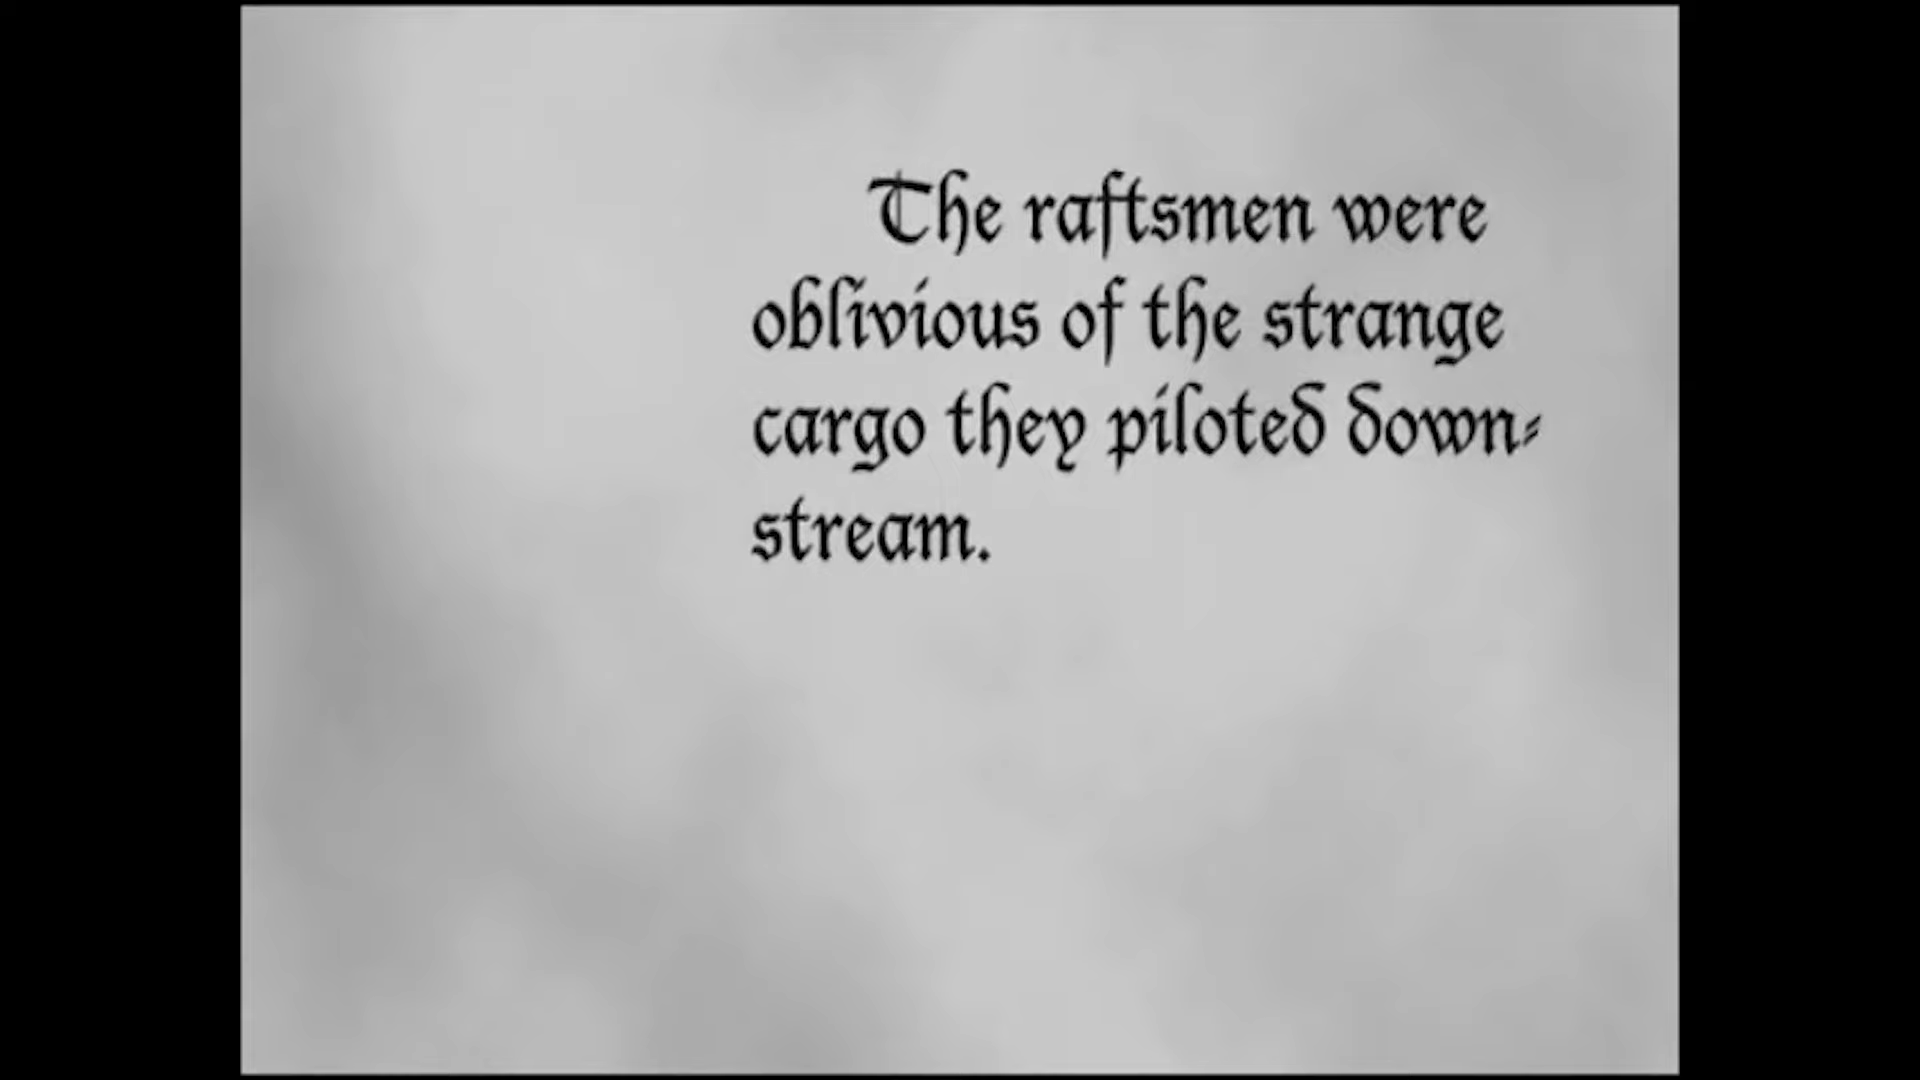 The raftsmen were
oblivious of the strange
cargo they piloted down-
stream.